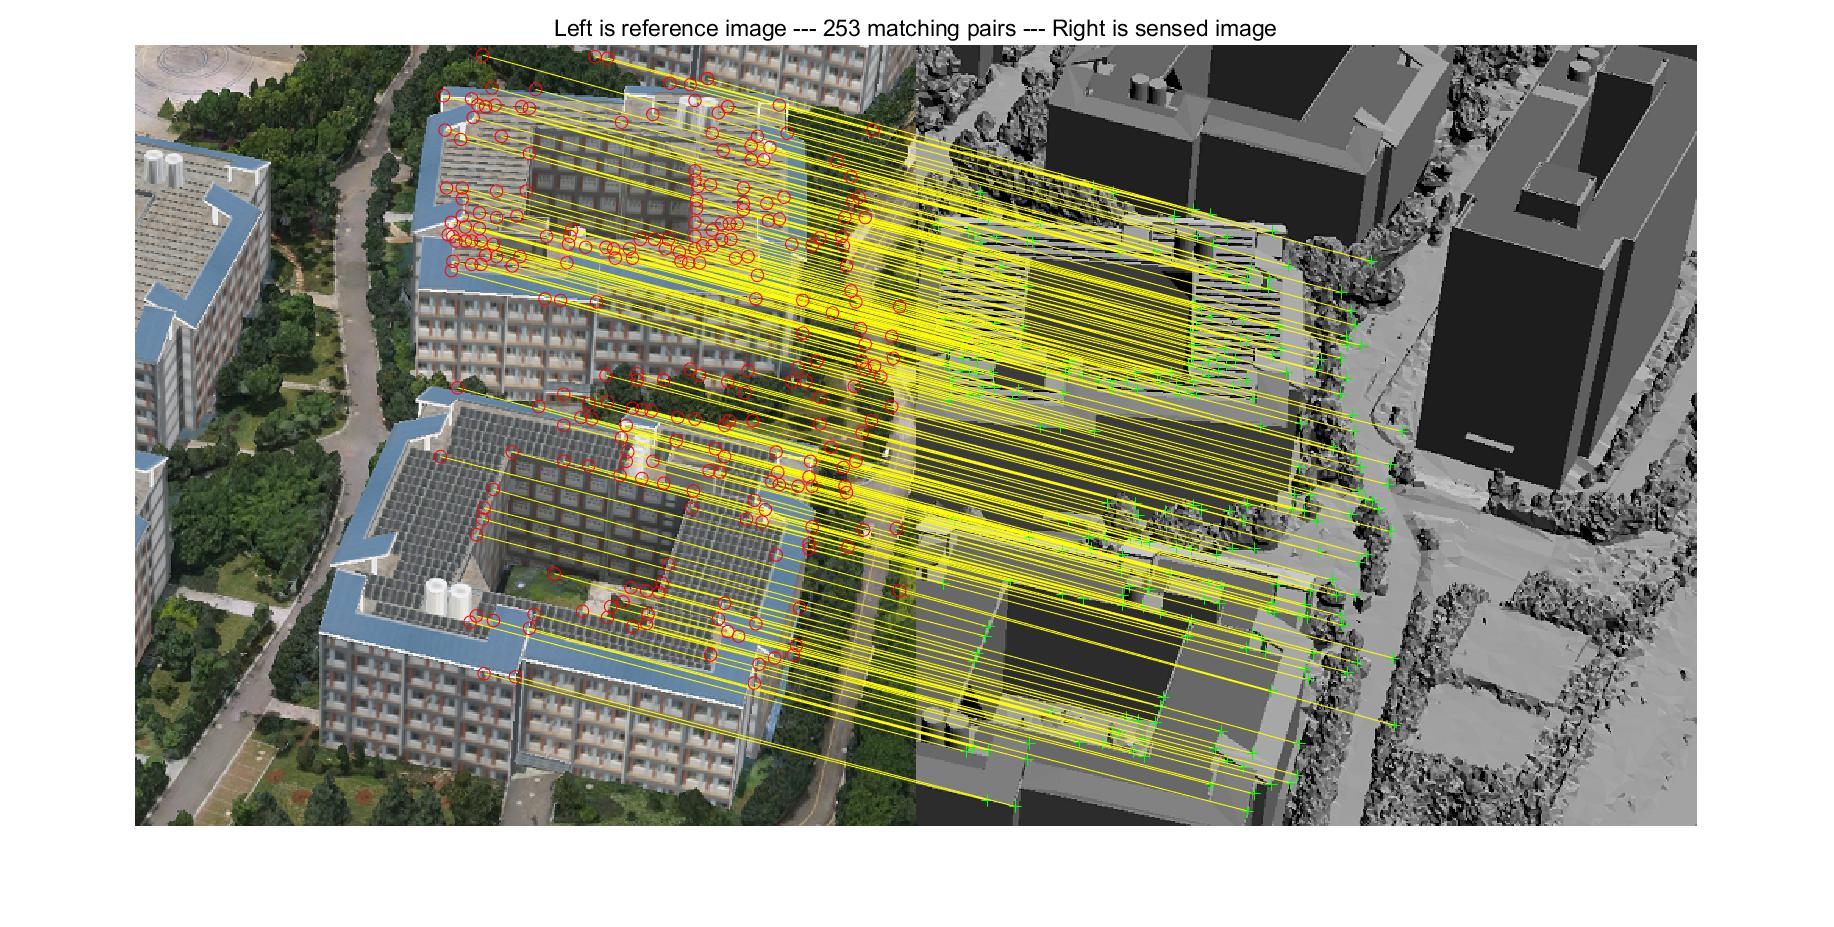 Left is reference image --- 253 matching pairs --- Right is sensed image